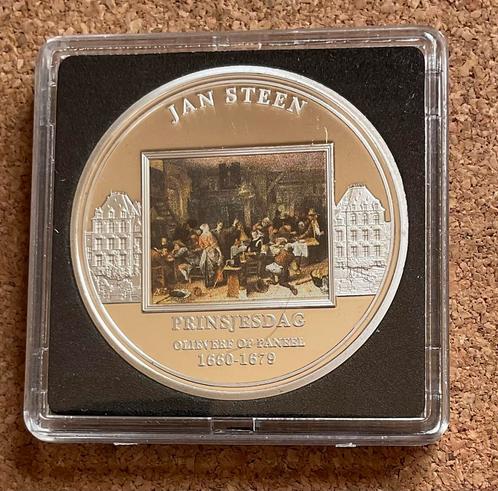 JAN STEEN
PRINSJESDAG
OLIEVERF OP PANEEL
1660-1679